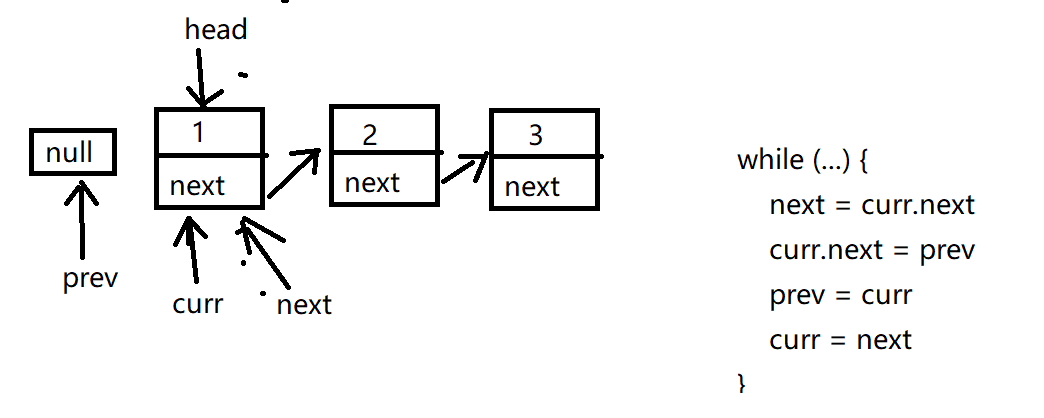 head
null
1
next
2
next
3
next
prev
curr
next
while (...) {
next = curr.next
curr.next = prev
prev = curr
curr = next
}